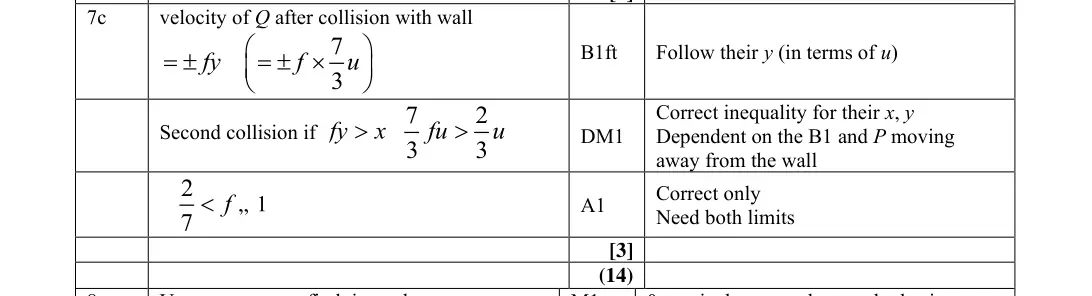 7c velocity of Q after collision with wall
= ± fy (= ± f × 7/3 u) B1ft Follow their y (in terms of u)
Second collision if fy > x 7/3 fu > 2/3 u DM1 Correct inequality for their x, y
Dependent on the B1 and P moving
away from the wall
2/7 < f „ 1 A1 Correct only
Need both limits
[3]
(14)